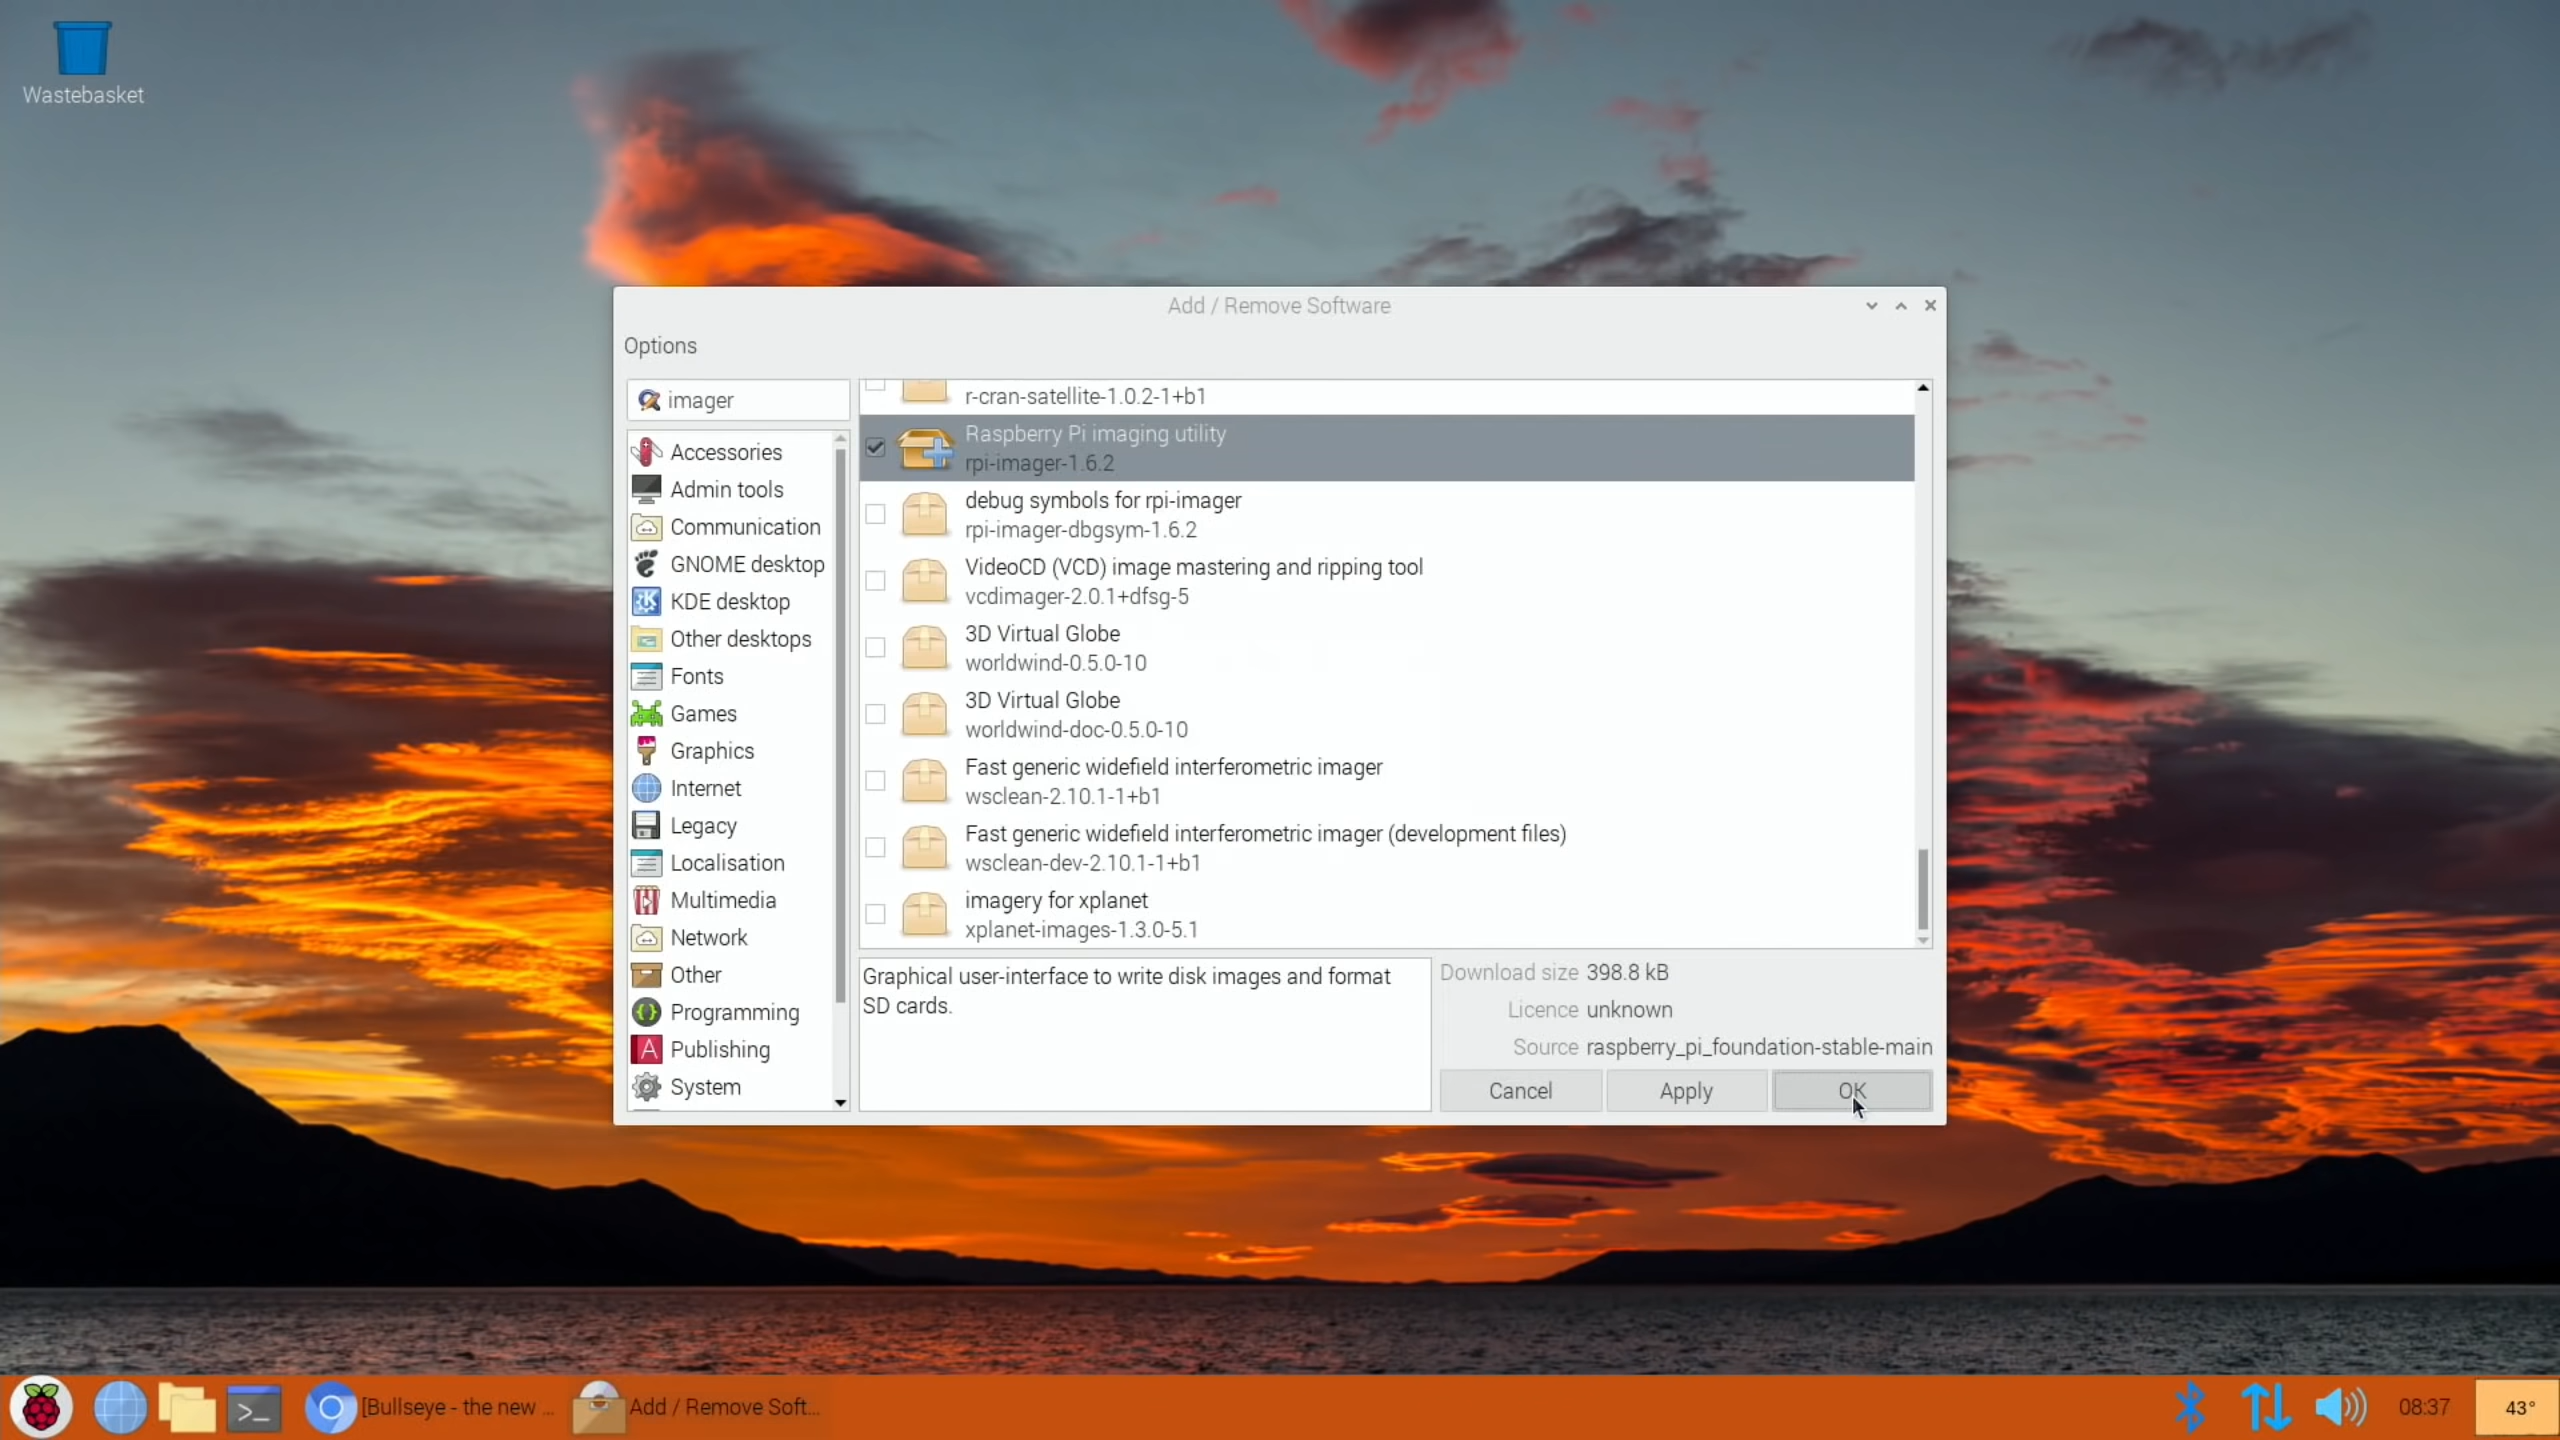 Wastebasket
Add / Remove Software
Options
imager
Accessories
Admin tools
Communication
GNOME desktop
KDE desktop
Other desktops
Fonts
Games
Graphics
Internet
Legacy
Localisation
Multimedia
Network
Other
Programming
Publishing
System
r-cran-satellite-1.0.2-1+b1
Raspberry Pi imaging utility
rpi-imager-1.6.2
debug symbols for rpi-imager
rpi-imager-dbgsym-1.6.2
VideoCD (VCD) image mastering and ripping tool
vcdimager-2.0.1+dfsg-5
3D Virtual Globe
worldwind-0.5.0-10
3D Virtual Globe
worldwind-doc-0.5.0-10
Fast generic widefield interferometric imager
wsclean-2.10.1-1+b1
Fast generic widefield interferometric imager (development files)
wsclean-dev-2.10.1-1+b1
imagery for xplanet
xplanet-images-1.3.0-5.1
Graphical user-interface to write disk images and format
SD cards.
Download size 398.8 kB
Licence unknown
Source raspberry_pi_foundation-stable-main
Cancel Apply OK
[Bullseye - the new ... Add / Remove Soft... 08:37 43°